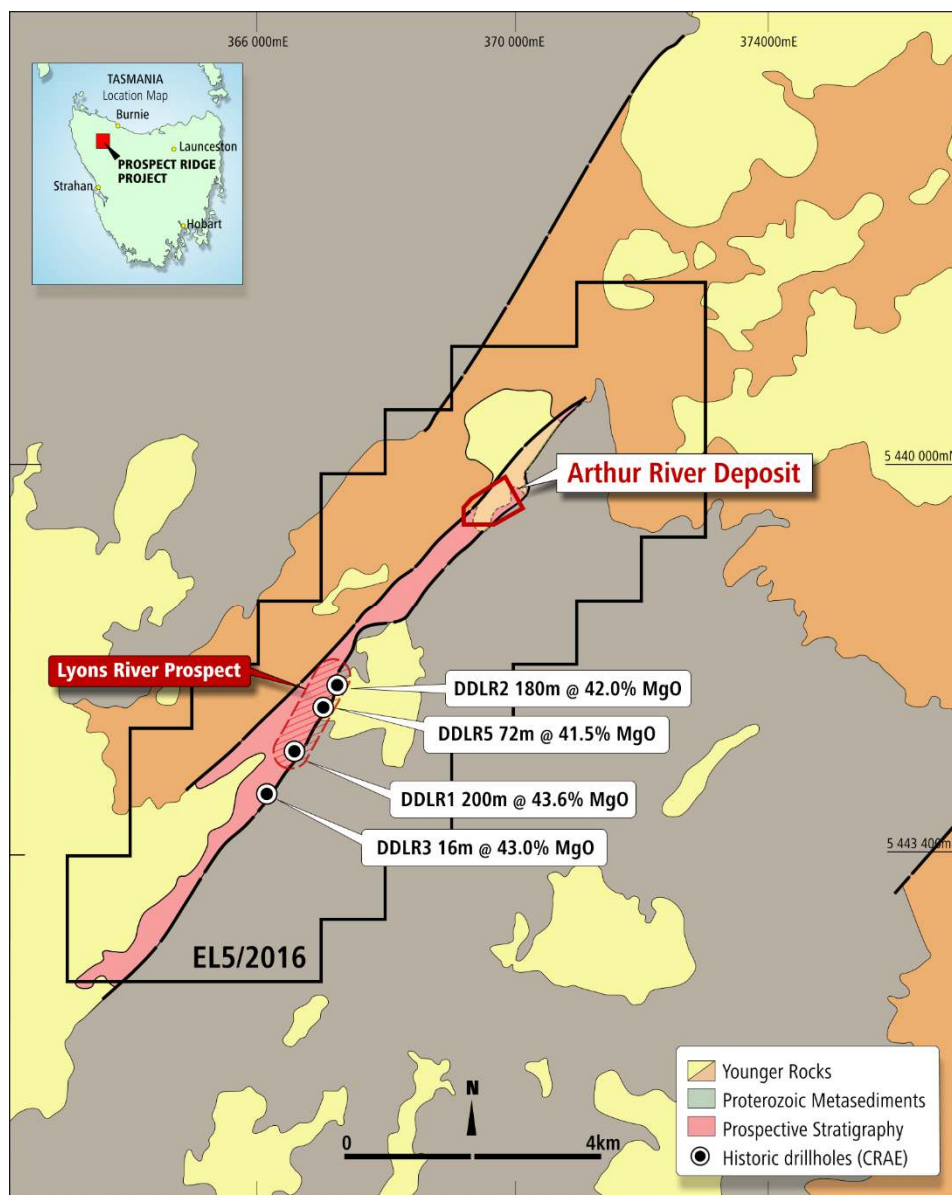 366 000mE
370 000mE
374000mE
TASMANIA
Location Map
Burnie
Launceston
PROSPECT RIDGE
PROJECT
Strahan
Hobart
5 440 000mN
Arthur River Deposit
Lyons River Prospect
DDLR2 180m @ 42.0% MgO
DDLR5 72m @ 41.5% MgO
DDLR1 200m @ 43.6% MgO
DDLR3 16m @ 43.0% MgO
5 443 400m
EL5/2016
N
0
4km
Younger Rocks
Proterozoic Metasediments
Prospective Stratigraphy
Historic drillholes (CRAE)